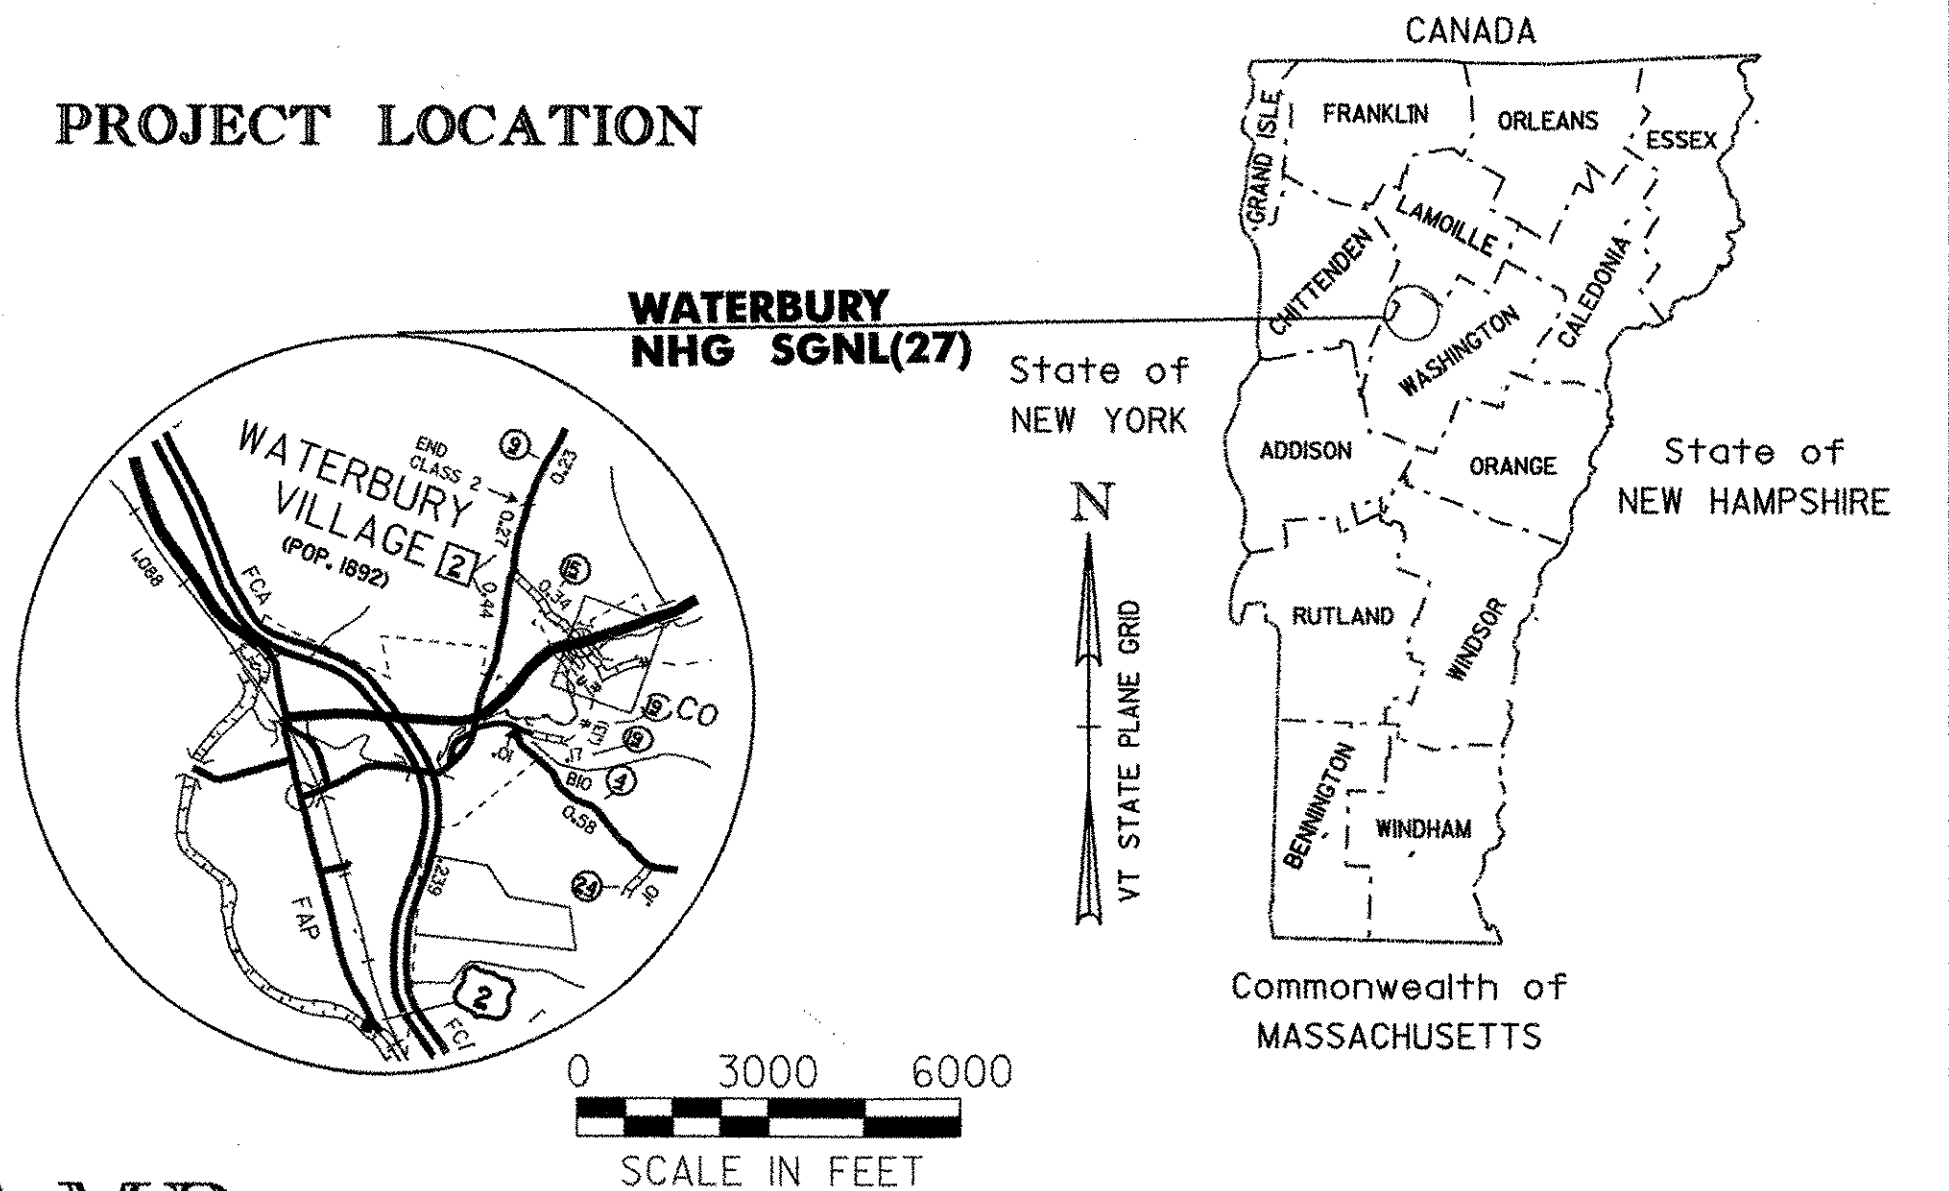 PROJECT LOCATION
CANADA
GRAND ISLE
FRANKLIN
ORLEANS
ESSEX
LAMOILLE
CHITTENDEN
CALEDONIA
WASHINGTON
ADDISON
ORANGE
RUTLAND
WINDSOR
BENNINGTON
WINDHAM
WATERBURY
NHG SGNL(27)
State of
NEW YORK
State of
NEW HAMPSHIRE
Commonwealth of
MASSACHUSETTS
N
VT STATE PLANE GRID
WATERBURY
VILLAGE 2
(POP. 1892)
END
CLASS 2
9
0.23
0.27
0.44
15
0.34
1.088
FCA
19
CO
4
B10
0.58
24
.239
FAP
2
FCI
0 3000 6000
SCALE IN FEET